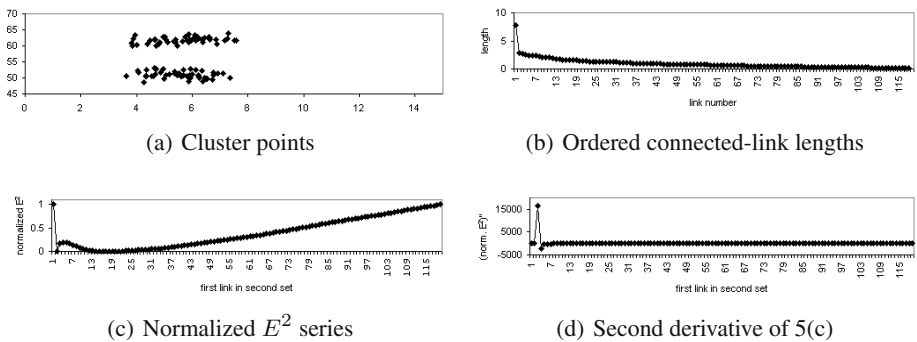 70
65
60
55
50
45
0 2 4 6 8 10 12 14
(a) Cluster points
length
10
5
0
1 7 13 19 25 31 37 43 49 55 61 67 73 79 85 91 97 103 109 115
link number
(b) Ordered connected-link lengths
normalized E²
1
0.5
0
1 7 13 19 25 31 37 43 49 55 61 67 73 79 85 91 97 103 109 115
first link in second set
(c) Normalized E² series
(norm. E²)"
15000
5000
-5000
1 7 13 19 25 31 37 43 49 55 61 67 73 79 85 91 97 103 109 115
first link in second set
(d) Second derivative of 5(c)